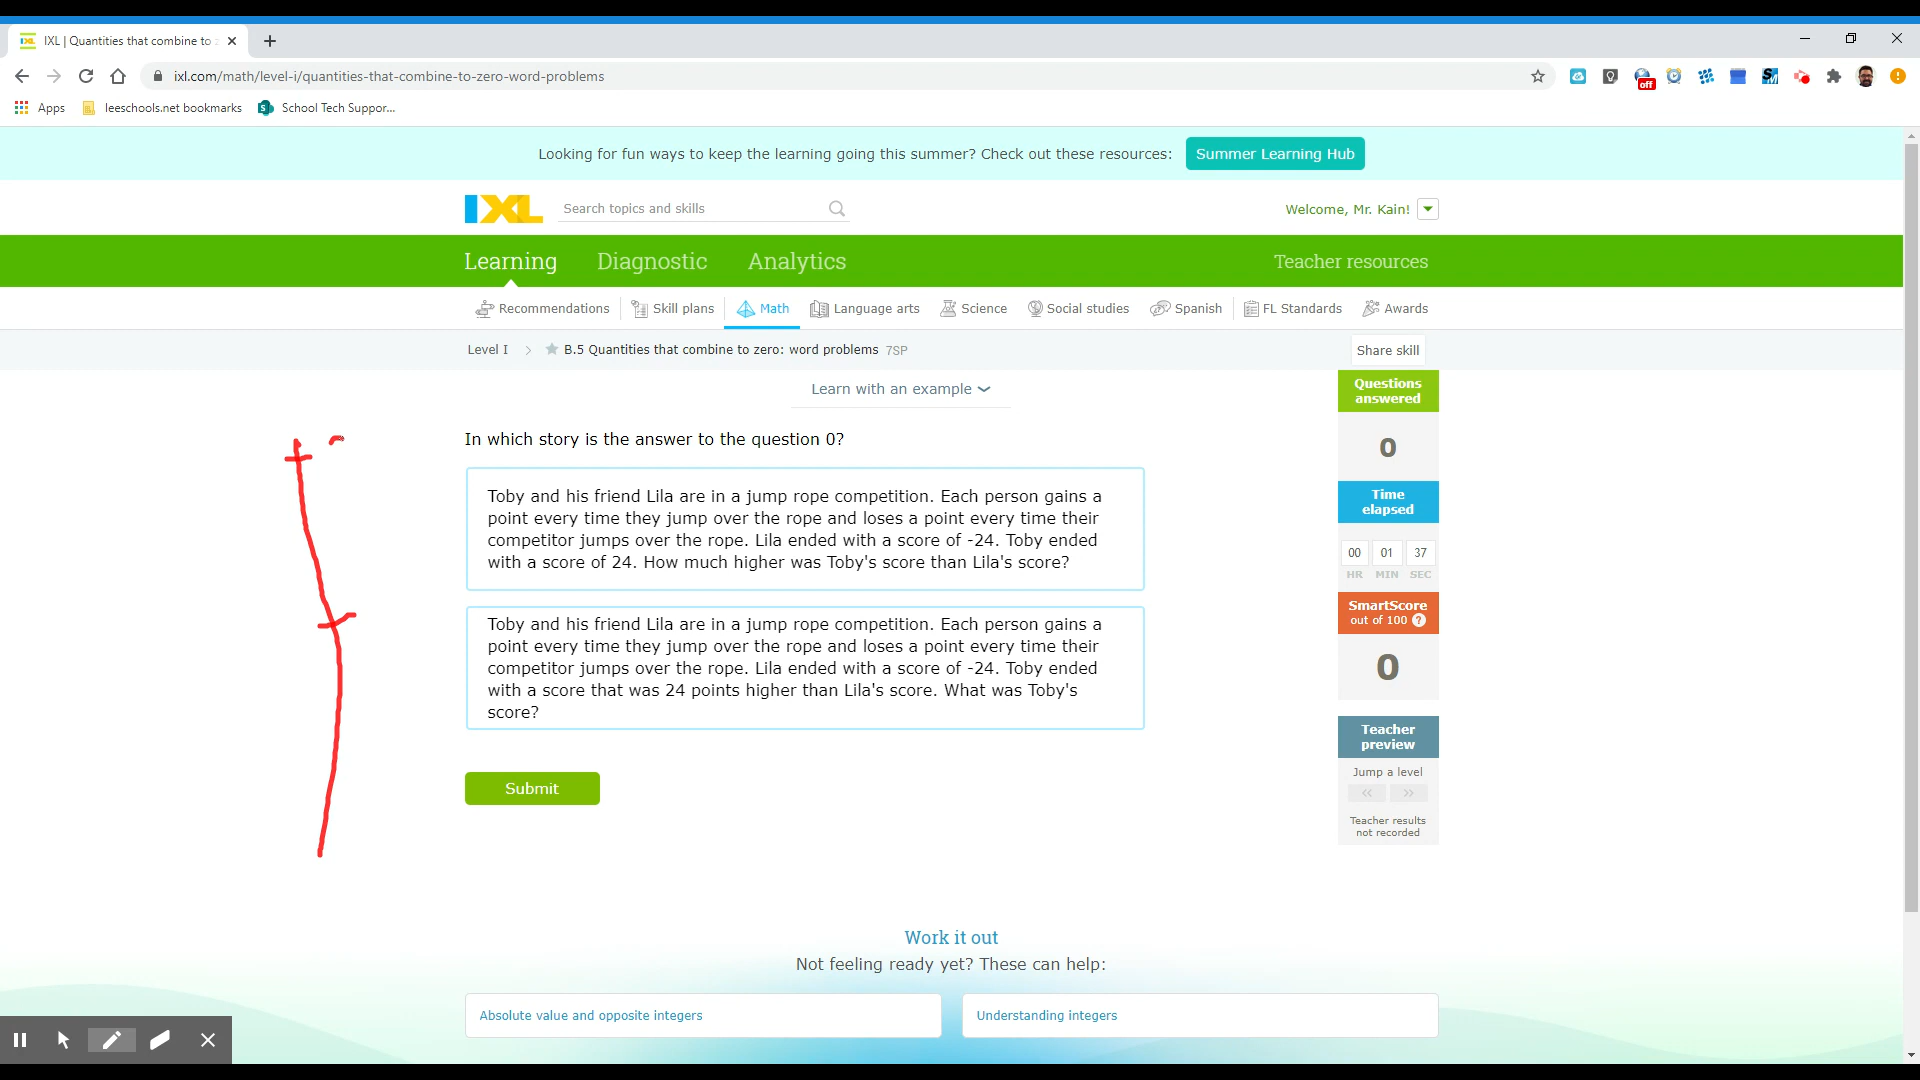 IXL | Quantities that combine to
ixl.com/math/level-i/quantities-that-combine-to-zero-word-problems
off
Apps
leeschools.net bookmarks
School Tech Suppor...
Looking for fun ways to keep the learning going this summer? Check out these resources:
Summer Learning Hub
IXL
Search topics and skills
Welcome, Mr. Kain!
Learning
Diagnostic
Analytics
Teacher resources
Recommendations
Skill plans
Math
Language arts
Science
Social studies
Spanish
FL Standards
Awards
Level I
B.5 Quantities that combine to zero: word problems 7SP
Share skill
Learn with an example
In which story is the answer to the question 0?
Toby and his friend Lila are in a jump rope competition. Each person gains a
point every time they jump over the rope and loses a point every time their
competitor jumps over the rope. Lila ended with a score of -24. Toby ended
with a score of 24. How much higher was Toby's score than Lila's score?
Toby and his friend Lila are in a jump rope competition. Each person gains a
point every time they jump over the rope and loses a point every time their
competitor jumps over the rope. Lila ended with a score of -24. Toby ended
with a score that was 24 points higher than Lila's score. What was Toby's
score?
Submit
Questions
answered
0
Time
elapsed
00 01 37
HR MIN SEC
SmartScore
out of 100 ?
0
Teacher
preview
Jump a level
<< >>
Teacher results
not recorded
Work it out
Not feeling ready yet? These can help:
Absolute value and opposite integers
Understanding integers